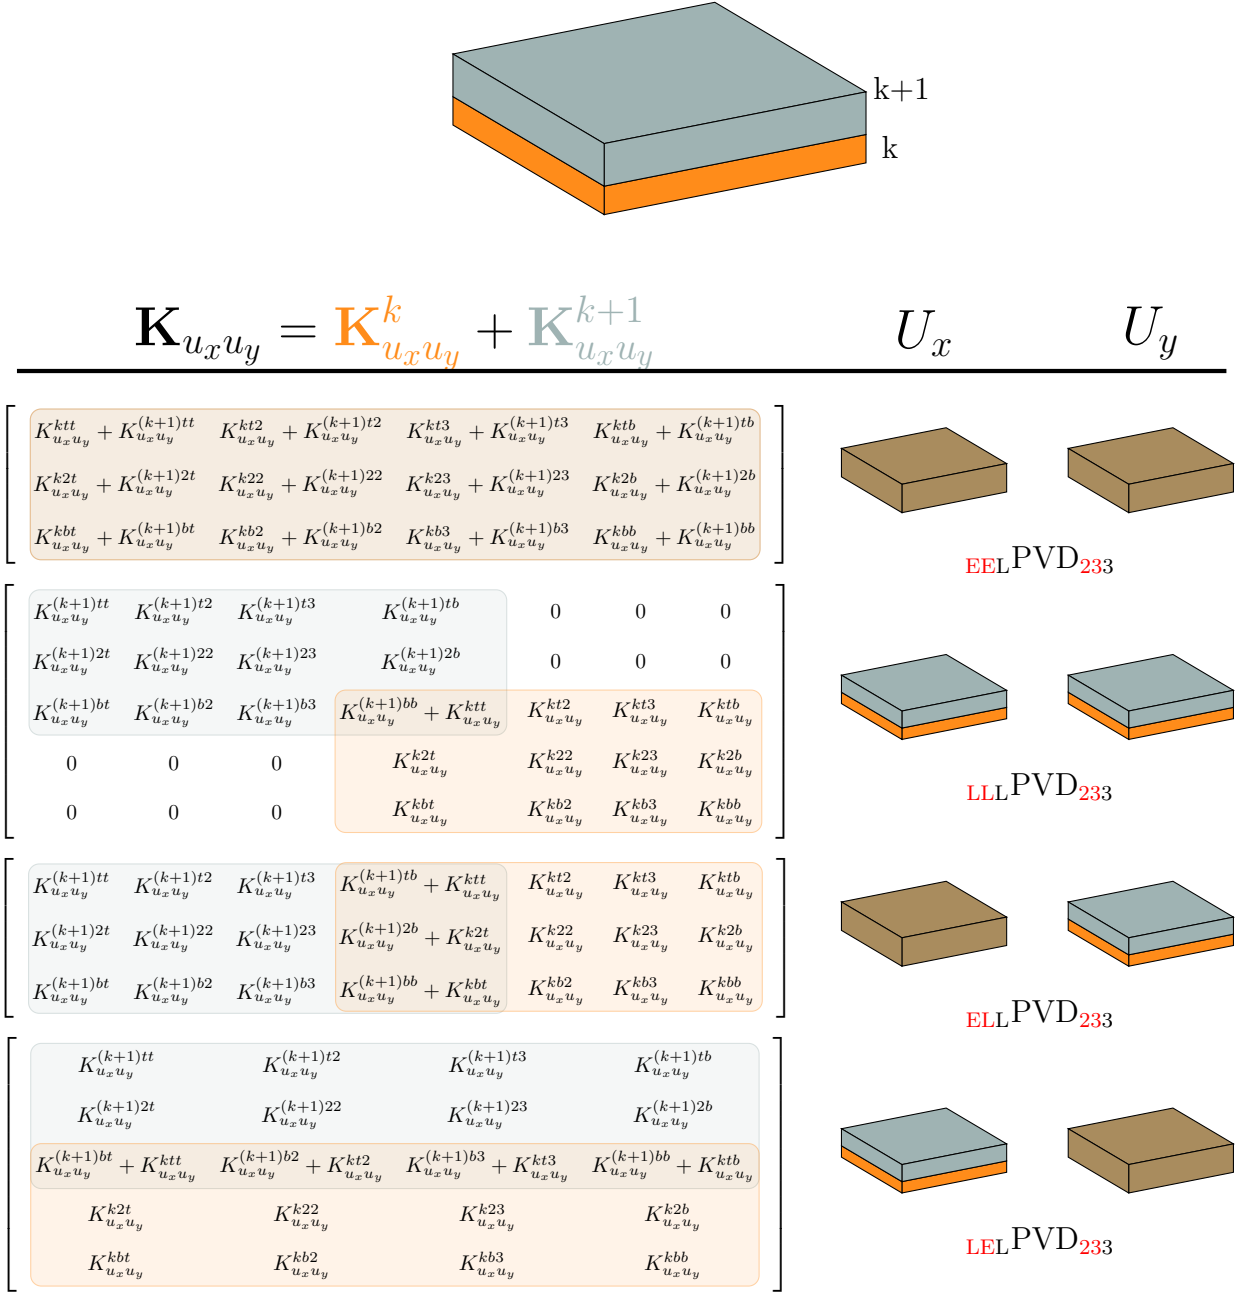 k+1
k
$\mathbf{K}_{u_x u_y} = \mathbf{K}^{k}_{u_x u_y} + \mathbf{K}^{k+1}_{u_x u_y}$ $U_x$ $U_y$
$K^{ktt}_{u_x u_y} + K^{(k+1)tt}_{u_x u_y}$ $K^{kt2}_{u_x u_y} + K^{(k+1)t2}_{u_x u_y}$ $K^{kt3}_{u_x u_y} + K^{(k+1)t3}_{u_x u_y}$ $K^{ktb}_{u_x u_y} + K^{(k+1)tb}_{u_x u_y}$
$K^{k2t}_{u_x u_y} + K^{(k+1)2t}_{u_x u_y}$ $K^{k22}_{u_x u_y} + K^{(k+1)22}_{u_x u_y}$ $K^{k23}_{u_x u_y} + K^{(k+1)23}_{u_x u_y}$ $K^{k2b}_{u_x u_y} + K^{(k+1)2b}_{u_x u_y}$
$K^{kbt}_{u_x u_y} + K^{(k+1)bt}_{u_x u_y}$ $K^{kb2}_{u_x u_y} + K^{(k+1)b2}_{u_x u_y}$ $K^{kb3}_{u_x u_y} + K^{(k+1)b3}_{u_x u_y}$ $K^{kbb}_{u_x u_y} + K^{(k+1)bb}_{u_x u_y}$
$_{EEL}$PVD$_{233}$
$K^{(k+1)tt}_{u_x u_y}$ $K^{(k+1)t2}_{u_x u_y}$ $K^{(k+1)t3}_{u_x u_y}$ $K^{(k+1)tb}_{u_x u_y}$ 0 0 0
$K^{(k+1)2t}_{u_x u_y}$ $K^{(k+1)22}_{u_x u_y}$ $K^{(k+1)23}_{u_x u_y}$ $K^{(k+1)2b}_{u_x u_y}$ 0 0 0
$K^{(k+1)bt}_{u_x u_y}$ $K^{(k+1)b2}_{u_x u_y}$ $K^{(k+1)b3}_{u_x u_y}$ $K^{(k+1)bb}_{u_x u_y} + K^{ktt}_{u_x u_y}$ $K^{kt2}_{u_x u_y}$ $K^{kt3}_{u_x u_y}$ $K^{ktb}_{u_x u_y}$
0 0 0 $K^{k2t}_{u_x u_y}$ $K^{k22}_{u_x u_y}$ $K^{k23}_{u_x u_y}$ $K^{k2b}_{u_x u_y}$
0 0 0 $K^{kbt}_{u_x u_y}$ $K^{kb2}_{u_x u_y}$ $K^{kb3}_{u_x u_y}$ $K^{kbb}_{u_x u_y}$
$_{LLL}$PVD$_{233}$
$K^{(k+1)tt}_{u_x u_y}$ $K^{(k+1)t2}_{u_x u_y}$ $K^{(k+1)t3}_{u_x u_y}$ $K^{(k+1)tb}_{u_x u_y} + K^{ktt}_{u_x u_y}$ $K^{kt2}_{u_x u_y}$ $K^{kt3}_{u_x u_y}$ $K^{ktb}_{u_x u_y}$
$K^{(k+1)2t}_{u_x u_y}$ $K^{(k+1)22}_{u_x u_y}$ $K^{(k+1)23}_{u_x u_y}$ $K^{(k+1)2b}_{u_x u_y} + K^{k2t}_{u_x u_y}$ $K^{k22}_{u_x u_y}$ $K^{k23}_{u_x u_y}$ $K^{k2b}_{u_x u_y}$
$K^{(k+1)bt}_{u_x u_y}$ $K^{(k+1)b2}_{u_x u_y}$ $K^{(k+1)b3}_{u_x u_y}$ $K^{(k+1)bb}_{u_x u_y} + K^{kbt}_{u_x u_y}$ $K^{kb2}_{u_x u_y}$ $K^{kb3}_{u_x u_y}$ $K^{kbb}_{u_x u_y}$
$_{ELL}$PVD$_{233}$
$K^{(k+1)tt}_{u_x u_y}$ $K^{(k+1)t2}_{u_x u_y}$ $K^{(k+1)t3}_{u_x u_y}$ $K^{(k+1)tb}_{u_x u_y}$
$K^{(k+1)2t}_{u_x u_y}$ $K^{(k+1)22}_{u_x u_y}$ $K^{(k+1)23}_{u_x u_y}$ $K^{(k+1)2b}_{u_x u_y}$
$K^{(k+1)bt}_{u_x u_y} + K^{ktt}_{u_x u_y}$ $K^{(k+1)b2}_{u_x u_y} + K^{kt2}_{u_x u_y}$ $K^{(k+1)b3}_{u_x u_y} + K^{kt3}_{u_x u_y}$ $K^{(k+1)bb}_{u_x u_y} + K^{ktb}_{u_x u_y}$
$K^{k2t}_{u_x u_y}$ $K^{k22}_{u_x u_y}$ $K^{k23}_{u_x u_y}$ $K^{k2b}_{u_x u_y}$
$K^{kbt}_{u_x u_y}$ $K^{kb2}_{u_x u_y}$ $K^{kb3}_{u_x u_y}$ $K^{kbb}_{u_x u_y}$
$_{LEL}$PVD$_{233}$